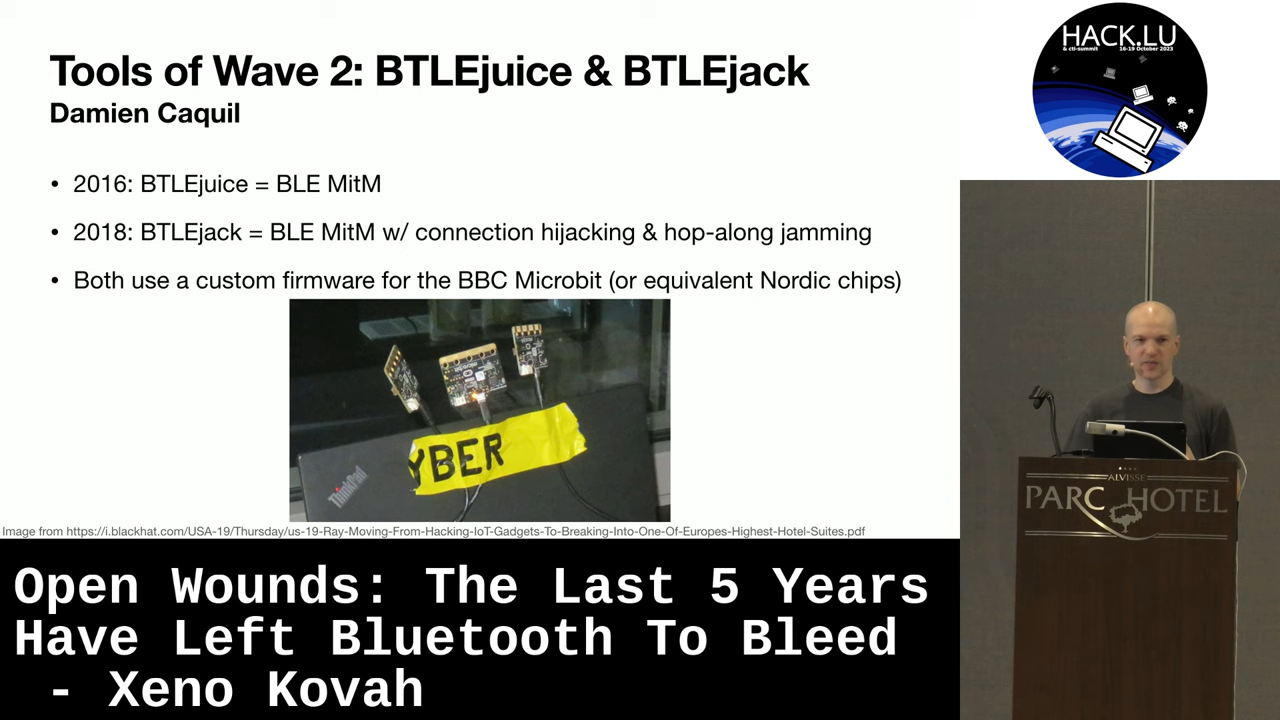 Tools of Wave 2: BTLEjuice & BTLEjack
Damien Caquil
• 2016: BTLEjuice = BLE MitM
• 2018: BTLEjack = BLE MitM w/ connection hijacking & hop-along jamming
• Both use a custom firmware for the BBC Microbit (or equivalent Nordic chips)
YBER
ThinkPad
Image from https://i.blackhat.com/USA-19/Thursday/us-19-Ray-Moving-From-Hacking-IoT-Gadgets-To-Breaking-Into-One-Of-Europes-Highest-Hotel-Suites.pdf
HACK.LU
& cti-summit 16-19 October 2023
ALVISSE
PARC HOTEL
Open Wounds: The Last 5 Years
Have Left Bluetooth To Bleed
- Xeno Kovah